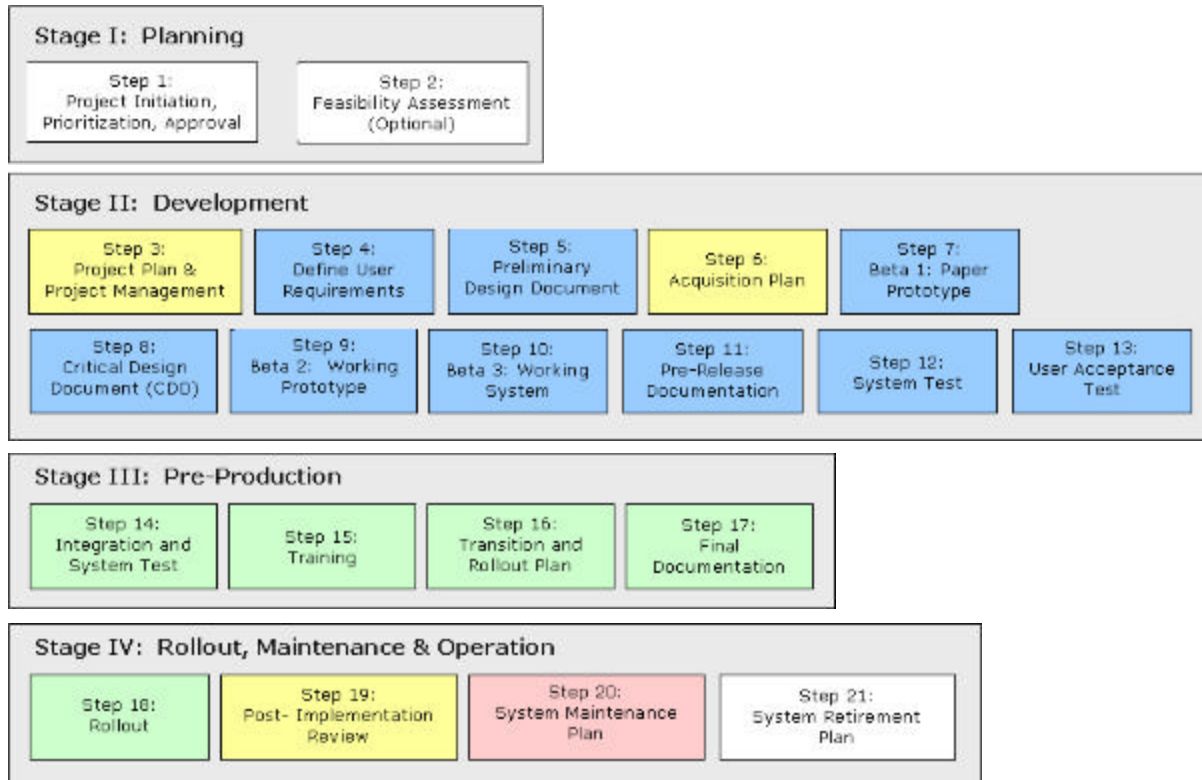 Stage I: Planning
Step 1:
Project Initiation,
Prioritization, Approval
Step 2:
Feasibility Assessment
(Optional)
Stage II: Development
Step 3:
Project Plan &
Project Management
Step 4:
Define User
Requirements
Step 5:
Preliminary
Design Document
Step 6:
Acquisition Plan
Step 7:
Beta 1: Paper
Prototype
Step 8:
Critical Design
Document (CDD)
Step 9:
Beta 2: Working
Prototype
Step 10:
Beta 3: Working
System
Step 11:
Pre-Release
Documentation
Step 12:
System Test
Step 13:
User Acceptance
Test
Stage III: Pre-Production
Step 14:
Integration and
System Test
Step 15:
Training
Step 16:
Transition and
Rollout Plan
Step 17:
Final
Documentation
Stage IV: Rollout, Maintenance & Operation
Step 18:
Rollout
Step 19:
Post- Implementation
Review
Step 20:
System Maintenance
Plan
Step 21:
System Retirement
Plan